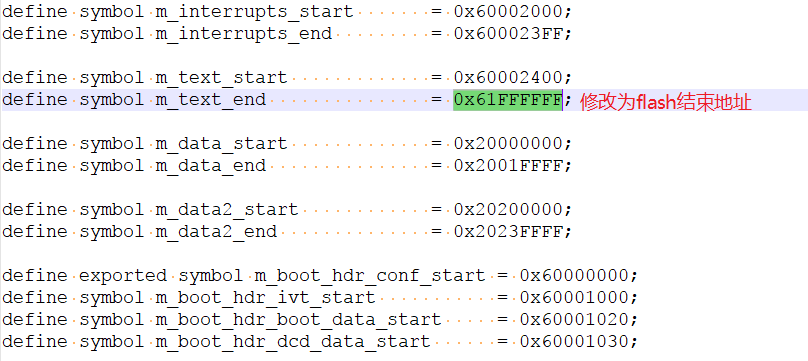 define symbol m_interrupts_start = 0x60002000;
define symbol m_interrupts_end = 0x600023FF;
define symbol m_text_start = 0x60002400;
define symbol m_text_end = 0x61FFFFFF; 修改为flash结束地址
define symbol m_data_start = 0x20000000;
define symbol m_data_end = 0x2001FFFF;
define symbol m_data2_start = 0x20200000;
define symbol m_data2_end = 0x2023FFFF;
define exported symbol m_boot_hdr_conf_start = 0x60000000;
define symbol m_boot_hdr_ivt_start = 0x60001000;
define symbol m_boot_hdr_boot_data_start = 0x60001020;
define symbol m_boot_hdr_dcd_data_start = 0x60001030;